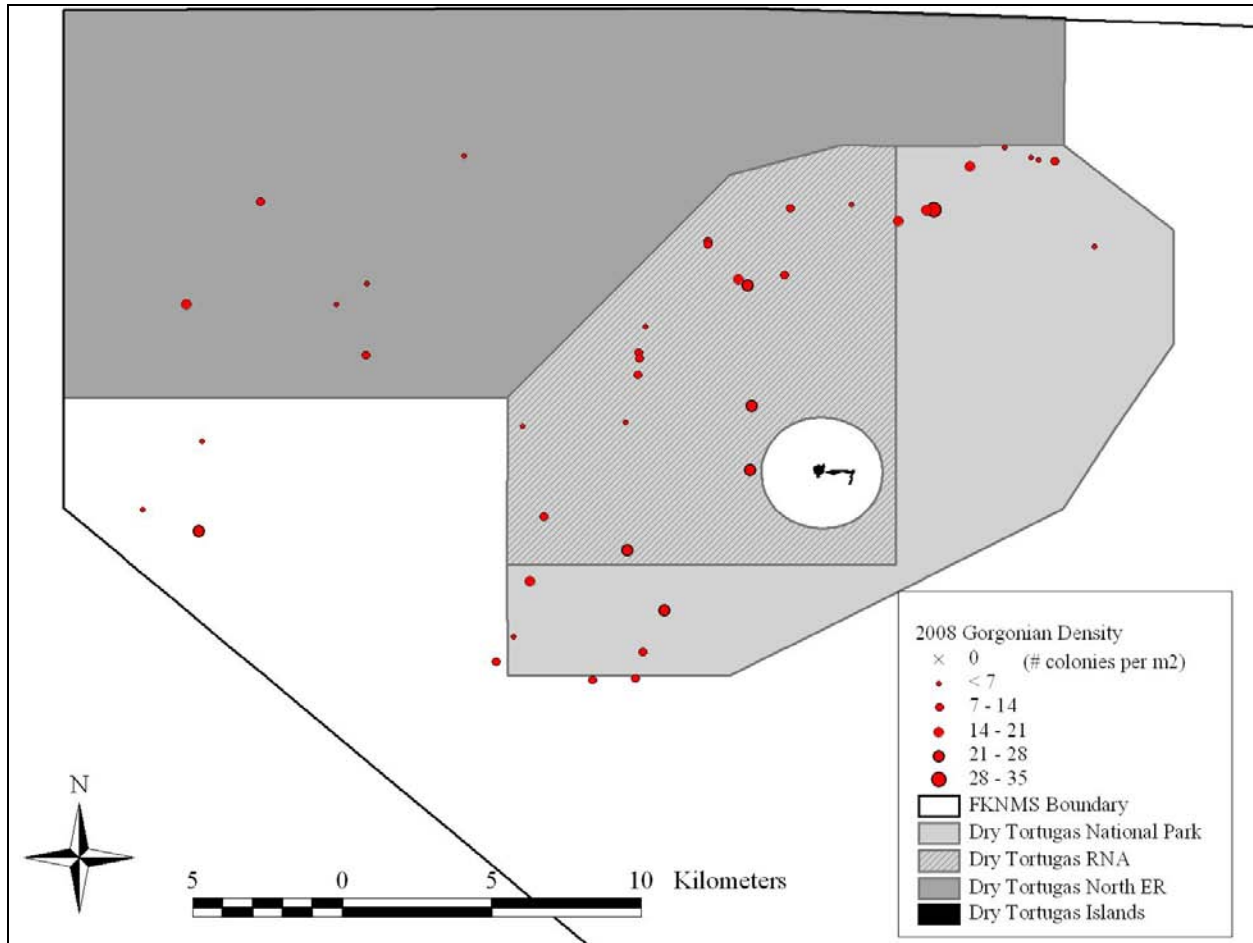 2008 Gorgonian Density
0 (# colonies per m2)
< 7
7 - 14
14 - 21
21 - 28
28 - 35
FKNMS Boundary
Dry Tortugas National Park
Dry Tortugas RNA
Dry Tortugas North ER
Dry Tortugas Islands
N
5 0 5 10 Kilometers